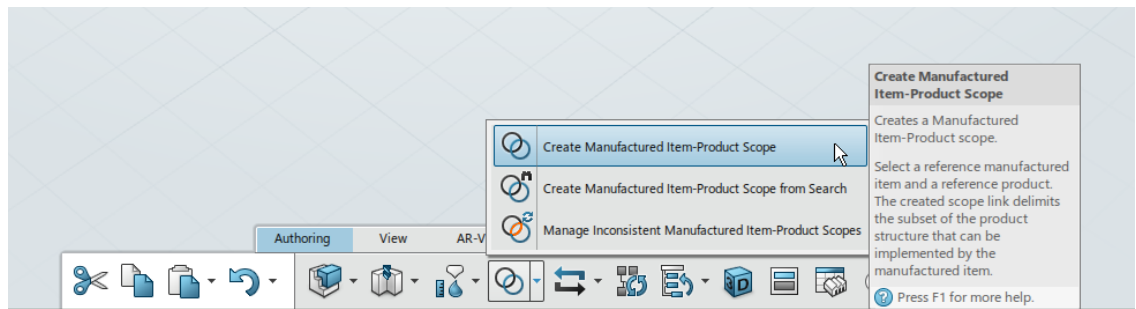 Create Manufactured
Item-Product Scope
Creates a Manufactured
Item-Product scope.
Select a reference manufactured
item and a reference product.
The created scope link delimits
the subset of the product
structure that can be
implemented by the
manufactured item.
Press F1 for more help.
Create Manufactured Item-Product Scope
Create Manufactured Item-Product Scope from Search
Manage Inconsistent Manufactured Item-Product Scopes
Authoring View AR-V
3D